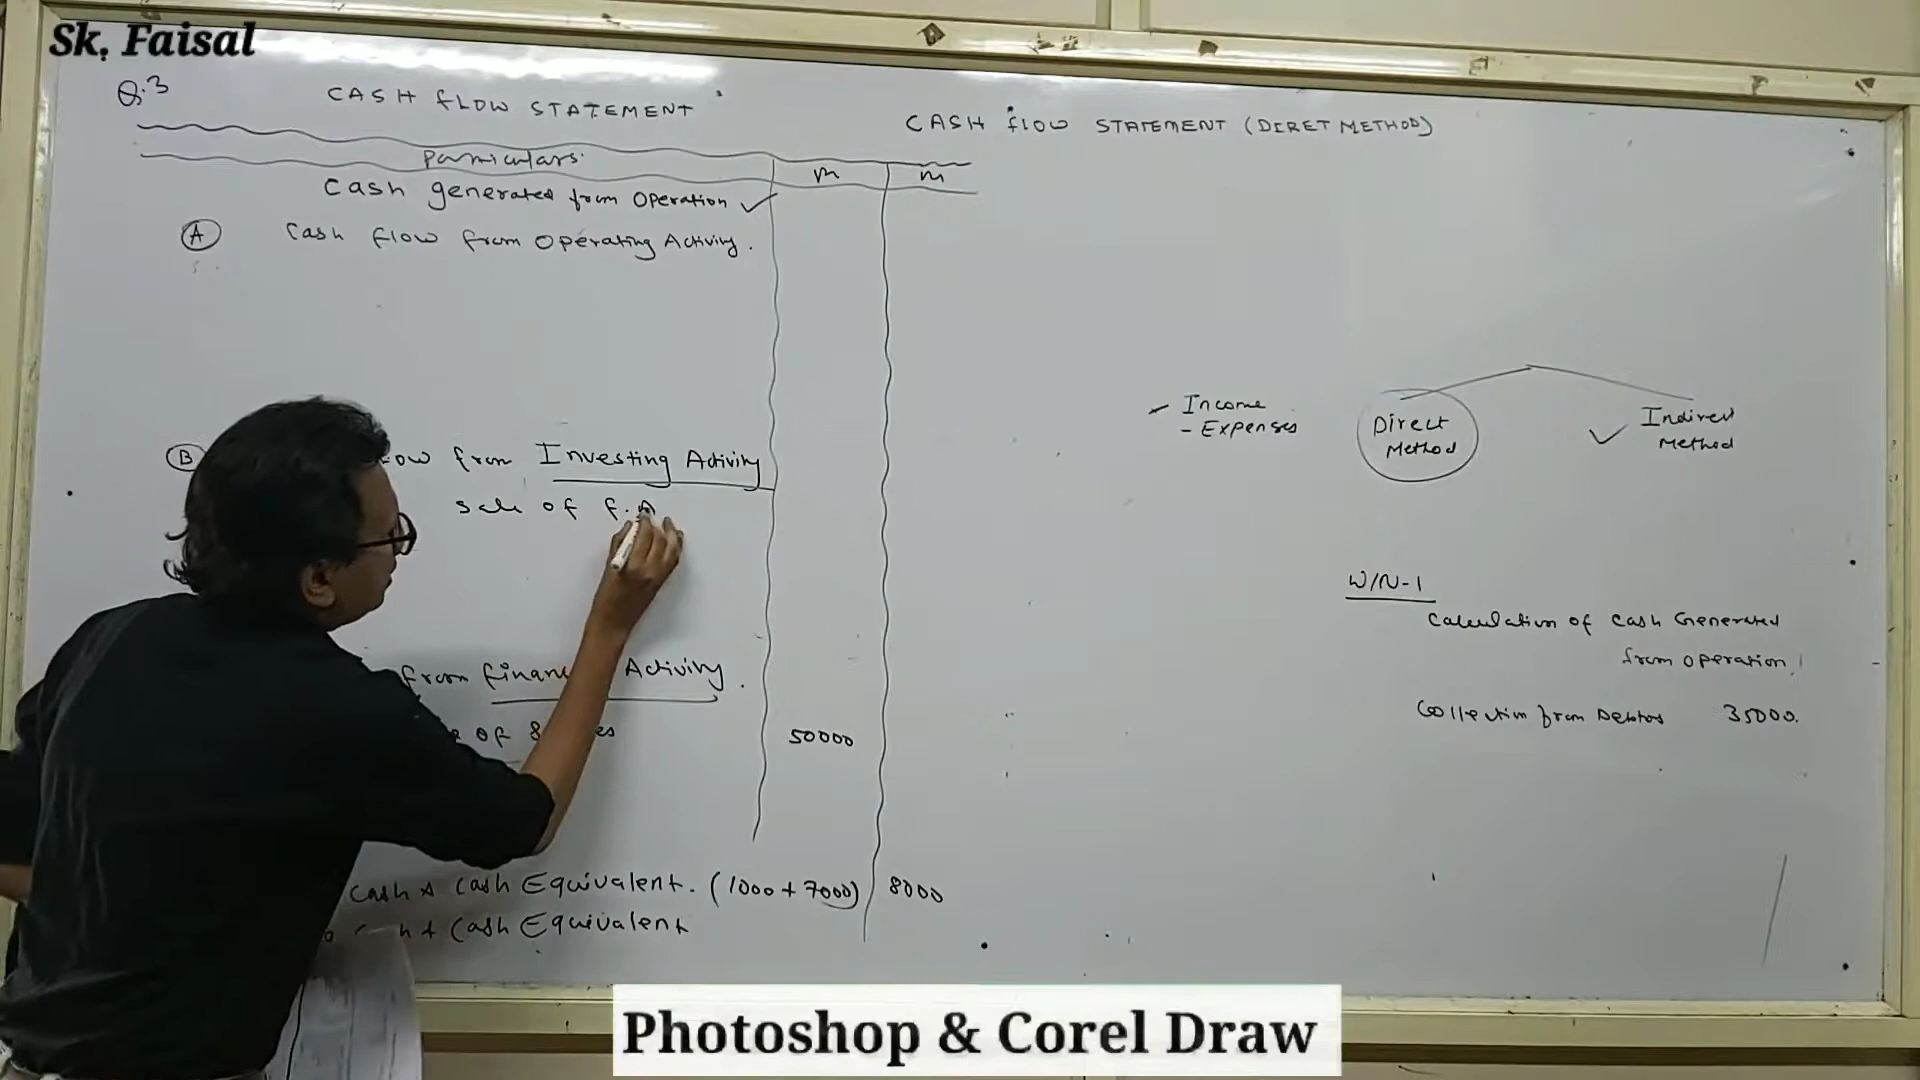 Sk. Faisal
Q.3
CASH FLOW STATEMENT
Particulars
m
m
Cash generated from Operation ✓
A Cash flow from Operating Activity.
B flow from Investing Activity
Sale of F.A
from Activity.
of
50000
Cash & Cash Equivalent. (1000 + 7000)
8000
& Cash Equivalent
CASH FLOW STATEMENT (DIRET METHOD)
Income
- Expenses
Direct
Method
✓ Indirect
Method
W/N-1
Calculation of Cash Generated
from Operation
Collection from Debtors 35000.
Photoshop & Corel Draw